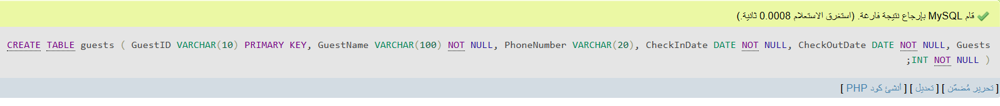 قام MySQL بإرجاع نتيجة فارغة. (استغرق الاستعلام 0.0008 ثانية.)
CREATE TABLE guests ( GuestID VARCHAR(10) PRIMARY KEY, GuestName VARCHAR(100) NOT NULL, PhoneNumber VARCHAR(20), CheckInDate DATE NOT NULL, CheckOutDate DATE NOT NULL, Guests
INT NOT NULL );
[ تحرير مُضمّن ] [ تعديل ] [ أنشئ كود PHP ]